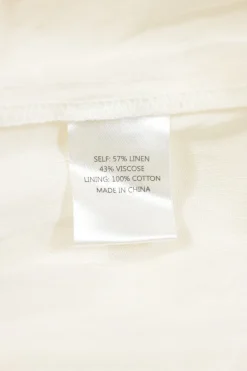 SELF: 57% LINEN
43% VISCOSE
LINING: 100% COTTON
MADE IN CHINA